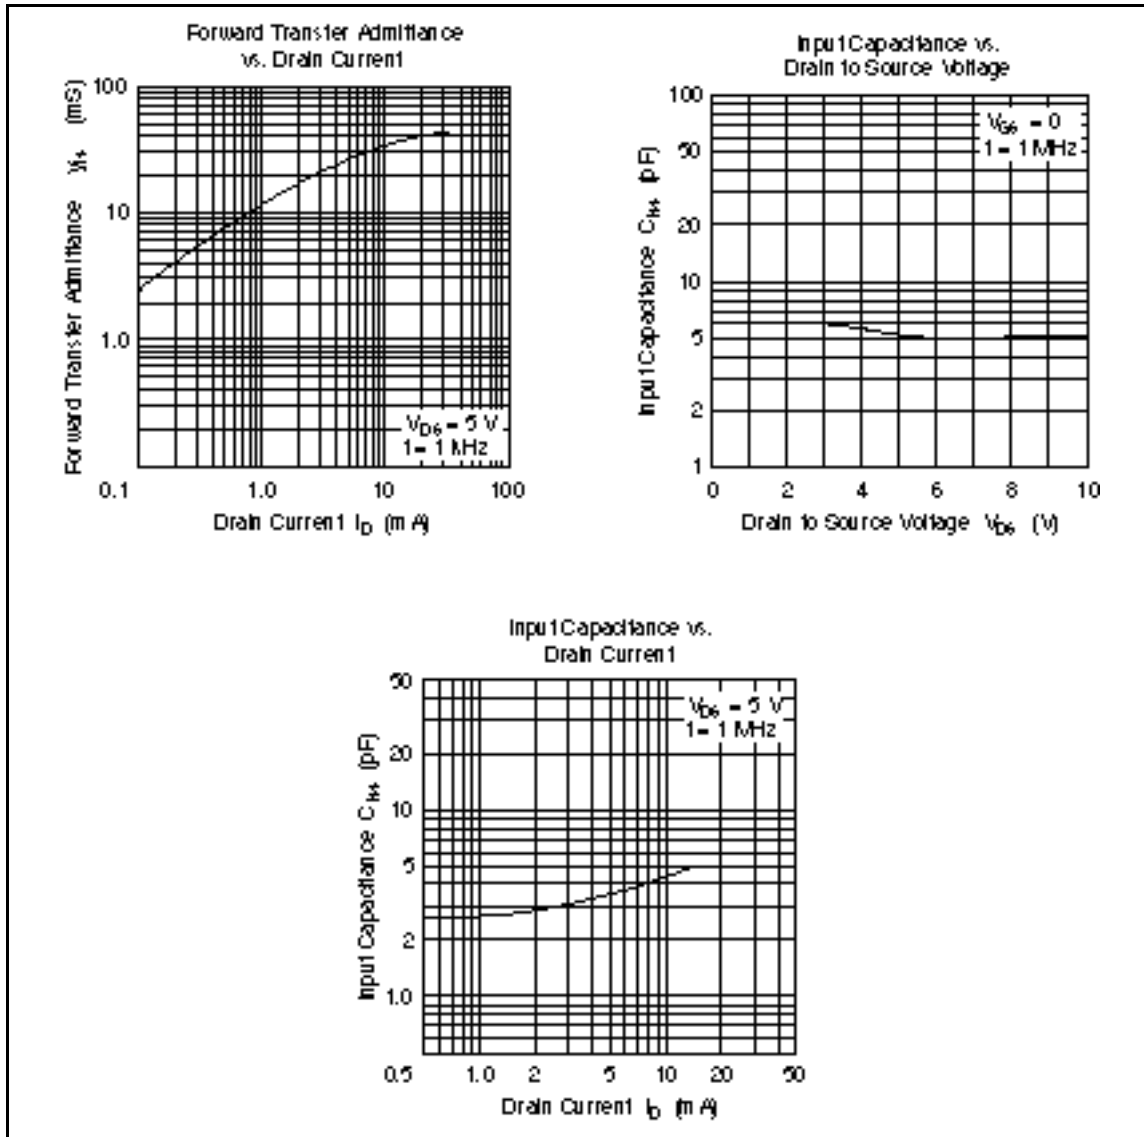 Forward Transfer Admittance
vs. Drain Current
Forward Transfer Admittance yfs (mS)
100
10
1.0
VDS = 5 V
f = 1 MHz
0.1 1.0 10 100
Drain Current ID (mA)
Input Capacitance vs.
Drain to Source Voltage
Input Capacitance Ciss (pF)
100
50
20
10
5
2
1
VGS = 0
f = 1 MHz
0 2 4 6 8 10
Drain to Source Voltage VDS (V)
Input Capacitance vs.
Drain Current
Input Capacitance Ciss (pF)
50
20
10
5
2
1.0
VDS = 5 V
f = 1 MHz
0.5 1.0 2 5 10 20 50
Drain Current ID (mA)